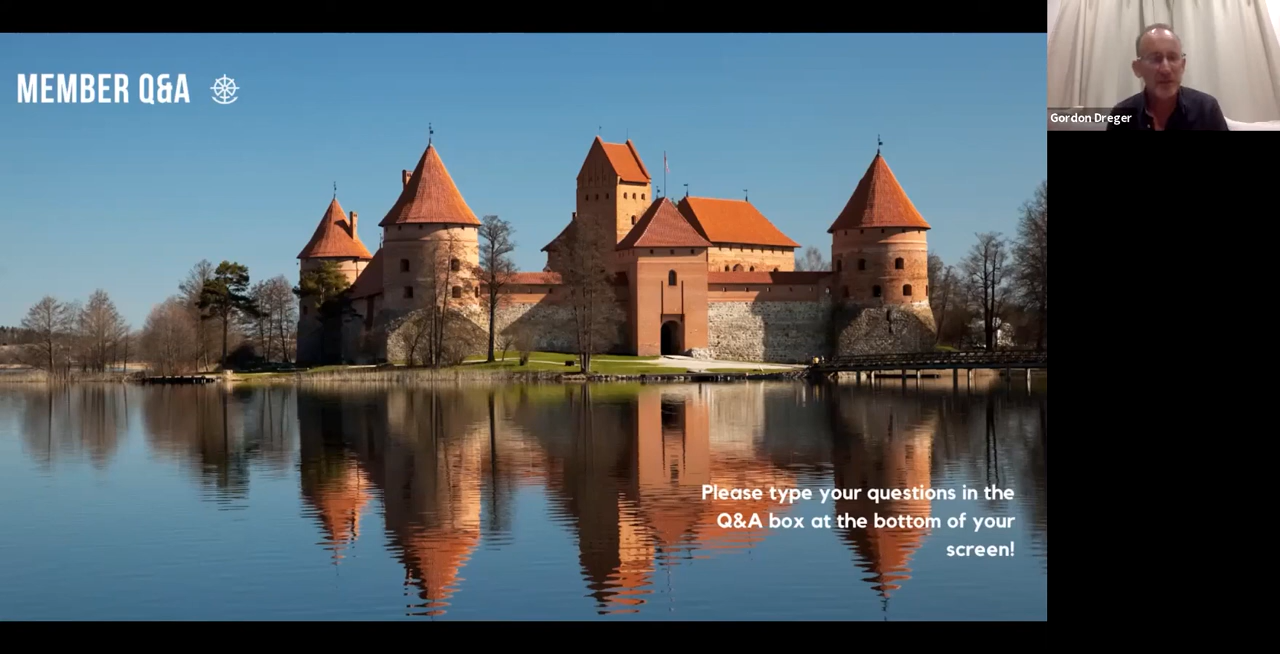 MEMBER Q&A
Gordon Dreger
Please type your questions in the
Q&A box at the bottom of your
screen!